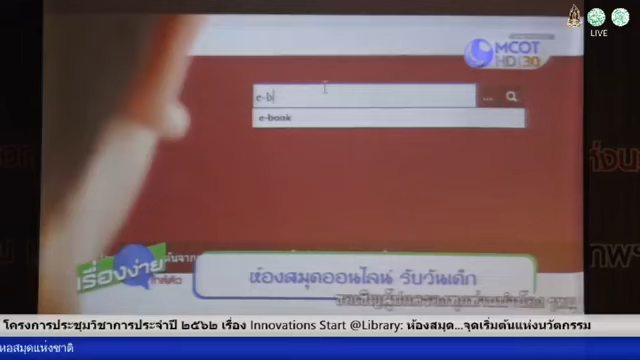 LIVE
MCOT
HD 30
e-b
...
e-book
เรื่องง่าย
ใกล้ตัว
ห้องสมุดออนไลน์ รับวันเด็ก
โครงการประชุมวิชาการประจำปี ๒๕๖๒ เรื่อง Innovations Start @Library: ห้องสมุด...จุดเริ่มต้นแห่งนวัตกรรม
หอสมุดแห่งชาติ